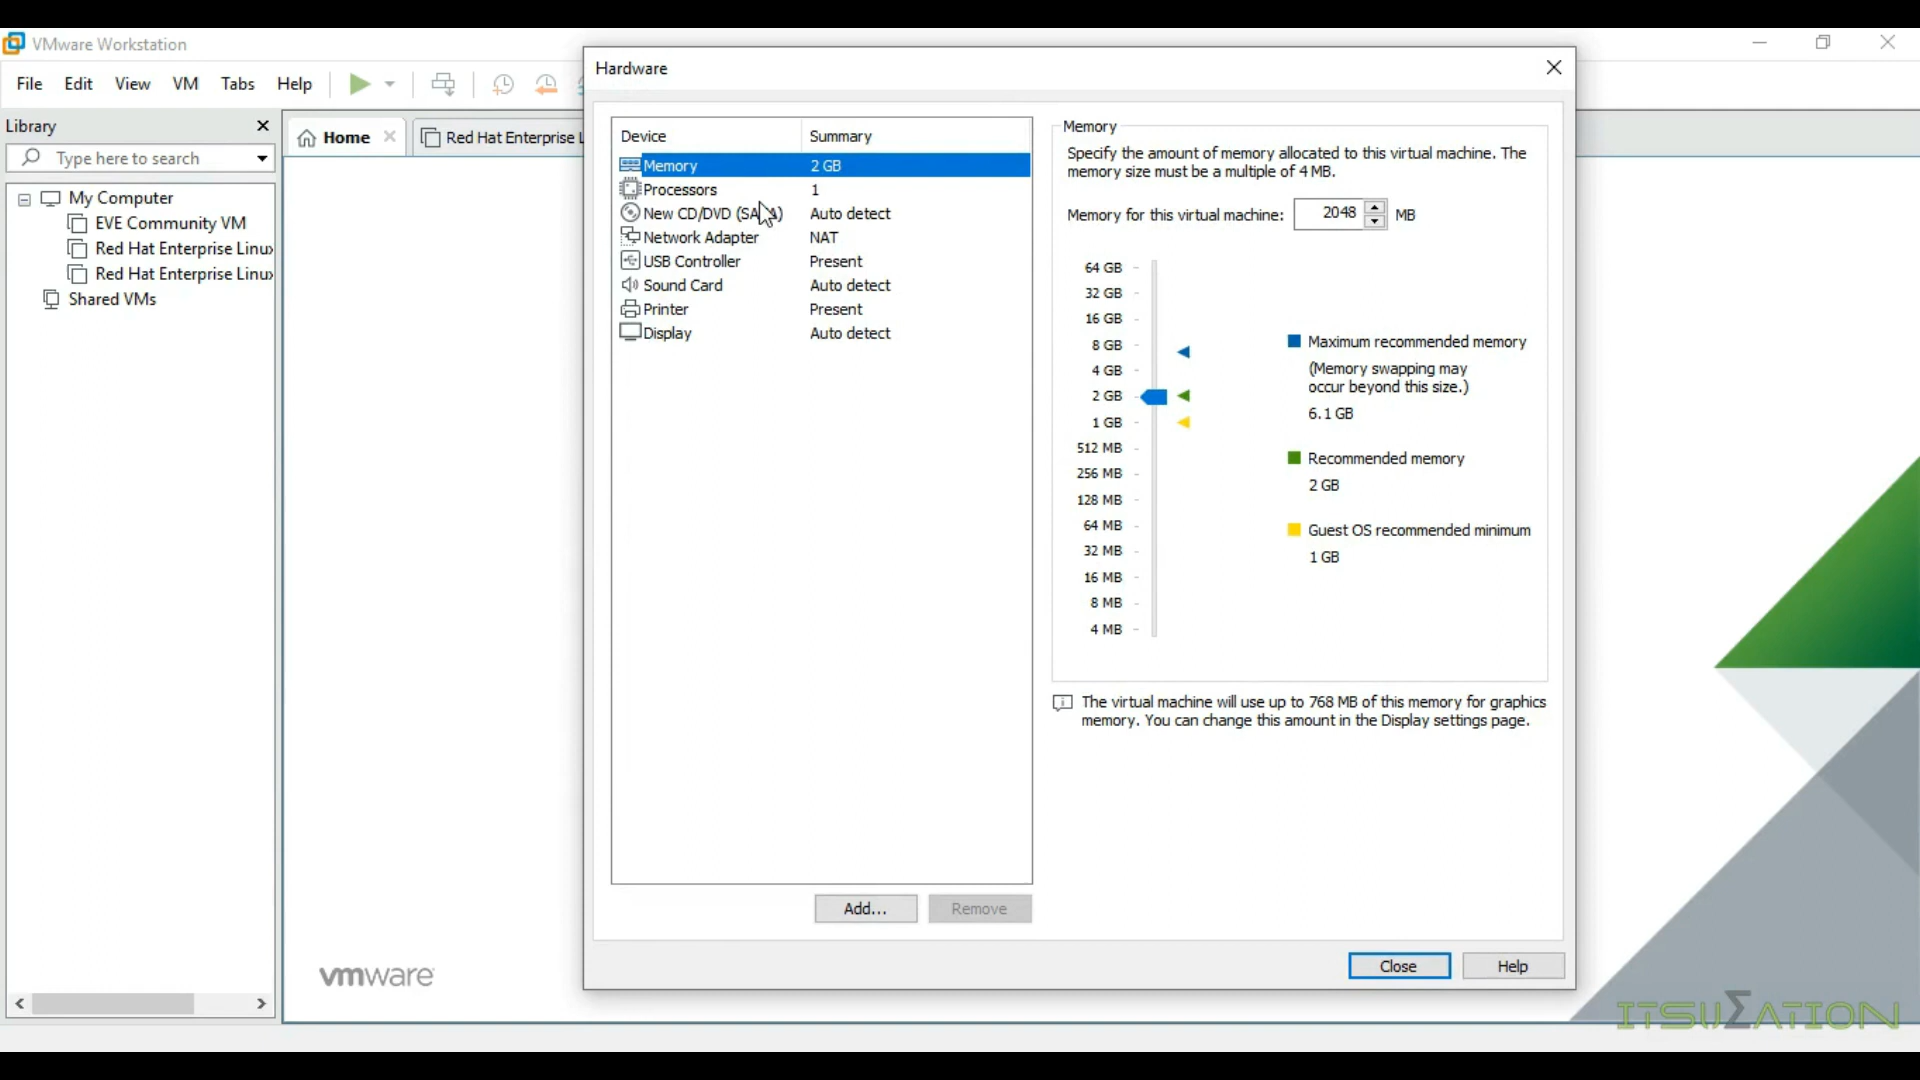 VMware Workstation
File Edit View VM Tabs Help
Library
Type here to search
My Computer
EVE Community VM
Red Hat Enterprise Linux
Red Hat Enterprise Linux
Shared VMs
Home
Red Hat Enterprise L
vmware
Hardware
Device Summary
Memory 2 GB
Processors 1
New CD/DVD (SATA) Auto detect
Network Adapter NAT
USB Controller Present
Sound Card Auto detect
Printer Present
Display Auto detect
Add...
Remove
Memory
Specify the amount of memory allocated to this virtual machine. The
memory size must be a multiple of 4 MB.
Memory for this virtual machine: 2048 MB
64 GB
32 GB
16 GB
8 GB
4 GB
2 GB
1 GB
512 MB
256 MB
128 MB
64 MB
32 MB
16 MB
8 MB
4 MB
Maximum recommended memory
(Memory swapping may
occur beyond this size.)
6.1 GB
Recommended memory
2 GB
Guest OS recommended minimum
1 GB
The virtual machine will use up to 768 MB of this memory for graphics
memory. You can change this amount in the Display settings page.
Close
Help